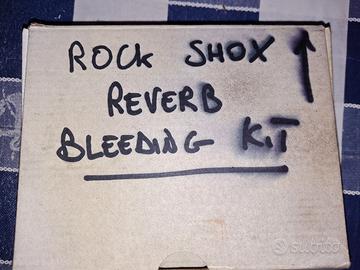 ROCK SHOX
REVERB
BLEEDING KIT
subito